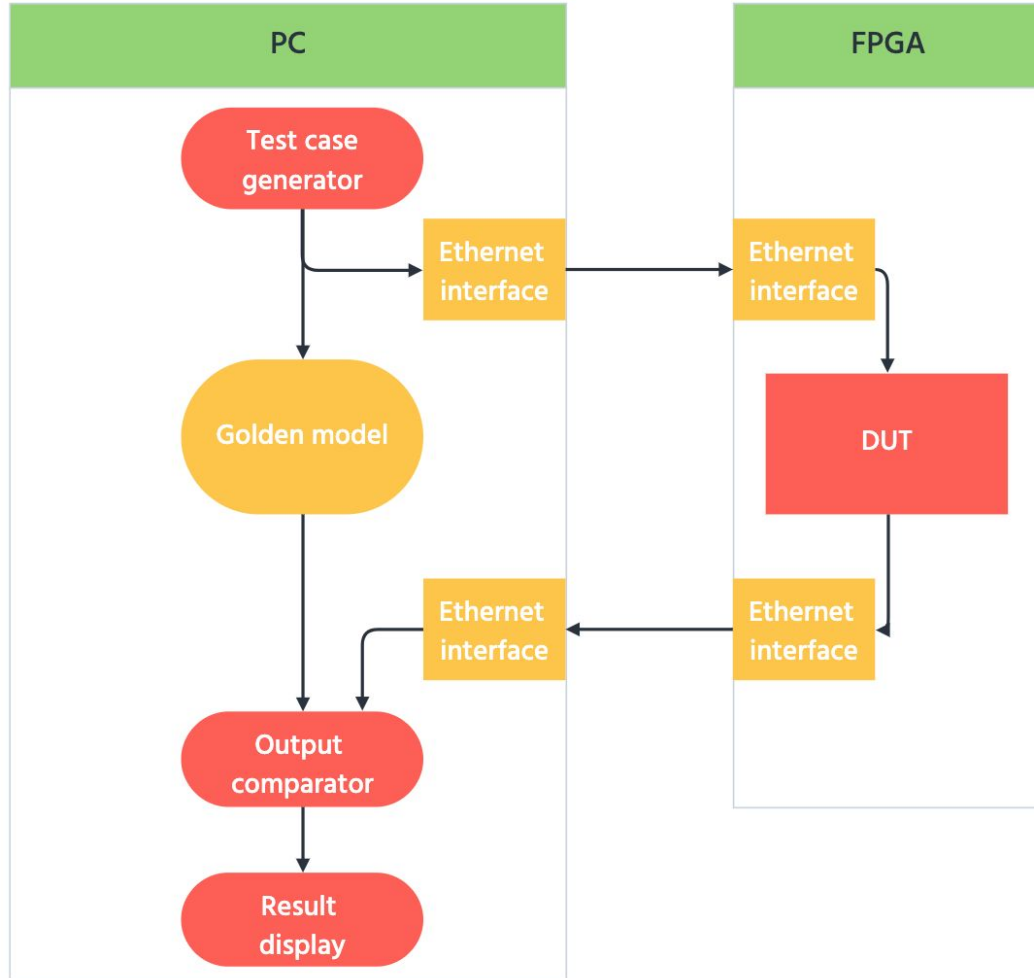 PC
FPGA
Test case
generator
Ethernet
interface
Ethernet
interface
Golden model
DUT
Ethernet
interface
Ethernet
interface
Output
comparator
Result
display